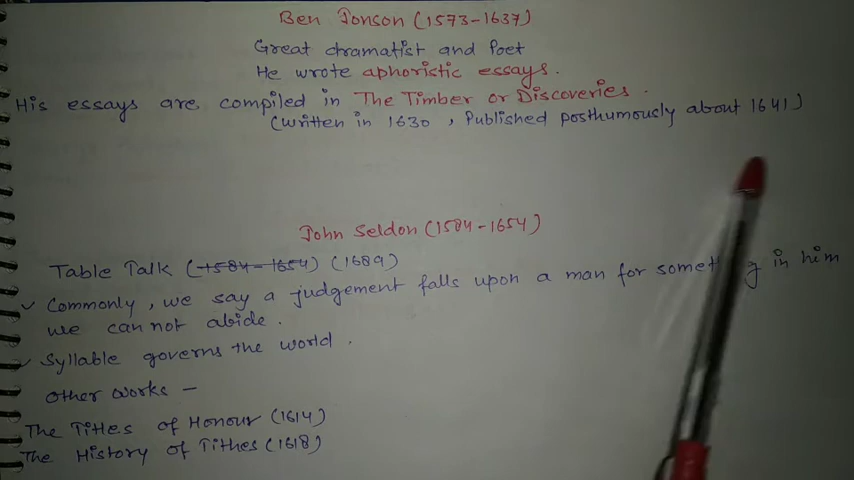 Ben Jonson (1573-1637)
Great dramatist and Poet
He wrote aphoristic essays.
His essays are compiled in The Timber or Discoveries.
(written in 1630, Published posthumously about 1641)
John Seldon (1584-1654)
Table Talk (1584-1654) (1689)
✓ Commonly, we say a judgement falls upon a man for something in him
we can not abide.
✓ Syllable governs the world.
Other works -
The Titles of Honour (1614)
The History of Tithes (1618)